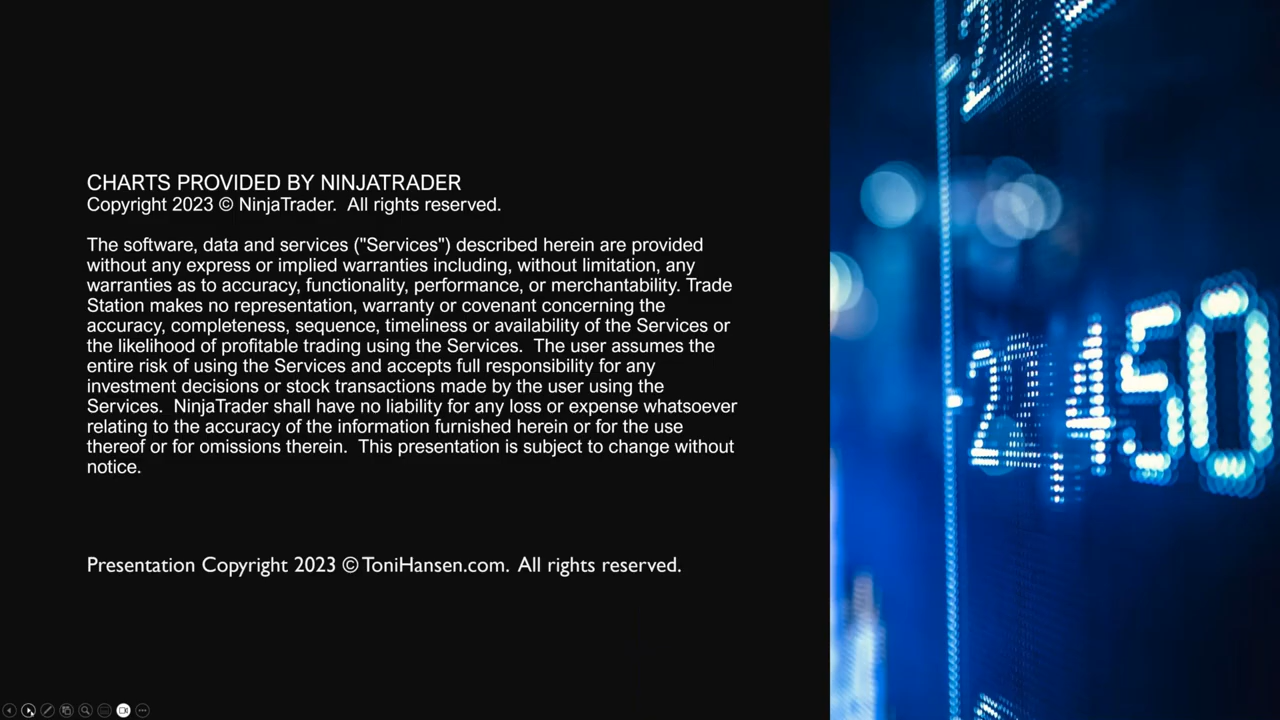 CHARTS PROVIDED BY NINJATRADER
Copyright 2023 © NinjaTrader.  All rights reserved.
The software, data and services ("Services") described herein are provided
without any express or implied warranties including, without limitation, any
warranties as to accuracy, functionality, performance, or merchantability. Trade
Station makes no representation, warranty or covenant concerning the
accuracy, completeness, sequence, timeliness or availability of the Services or
the likelihood of profitable trading using the Services.  The user assumes the
entire risk of using the Services and accepts full responsibility for any
investment decisions or stock transactions made by the user using the
Services.  NinjaTrader shall have no liability for any loss or expense whatsoever
relating to the accuracy of the information furnished herein or for the use
thereof or for omissions therein.  This presentation is subject to change without
notice.
Presentation Copyright 2023 © ToniHansen.com.  All rights reserved.